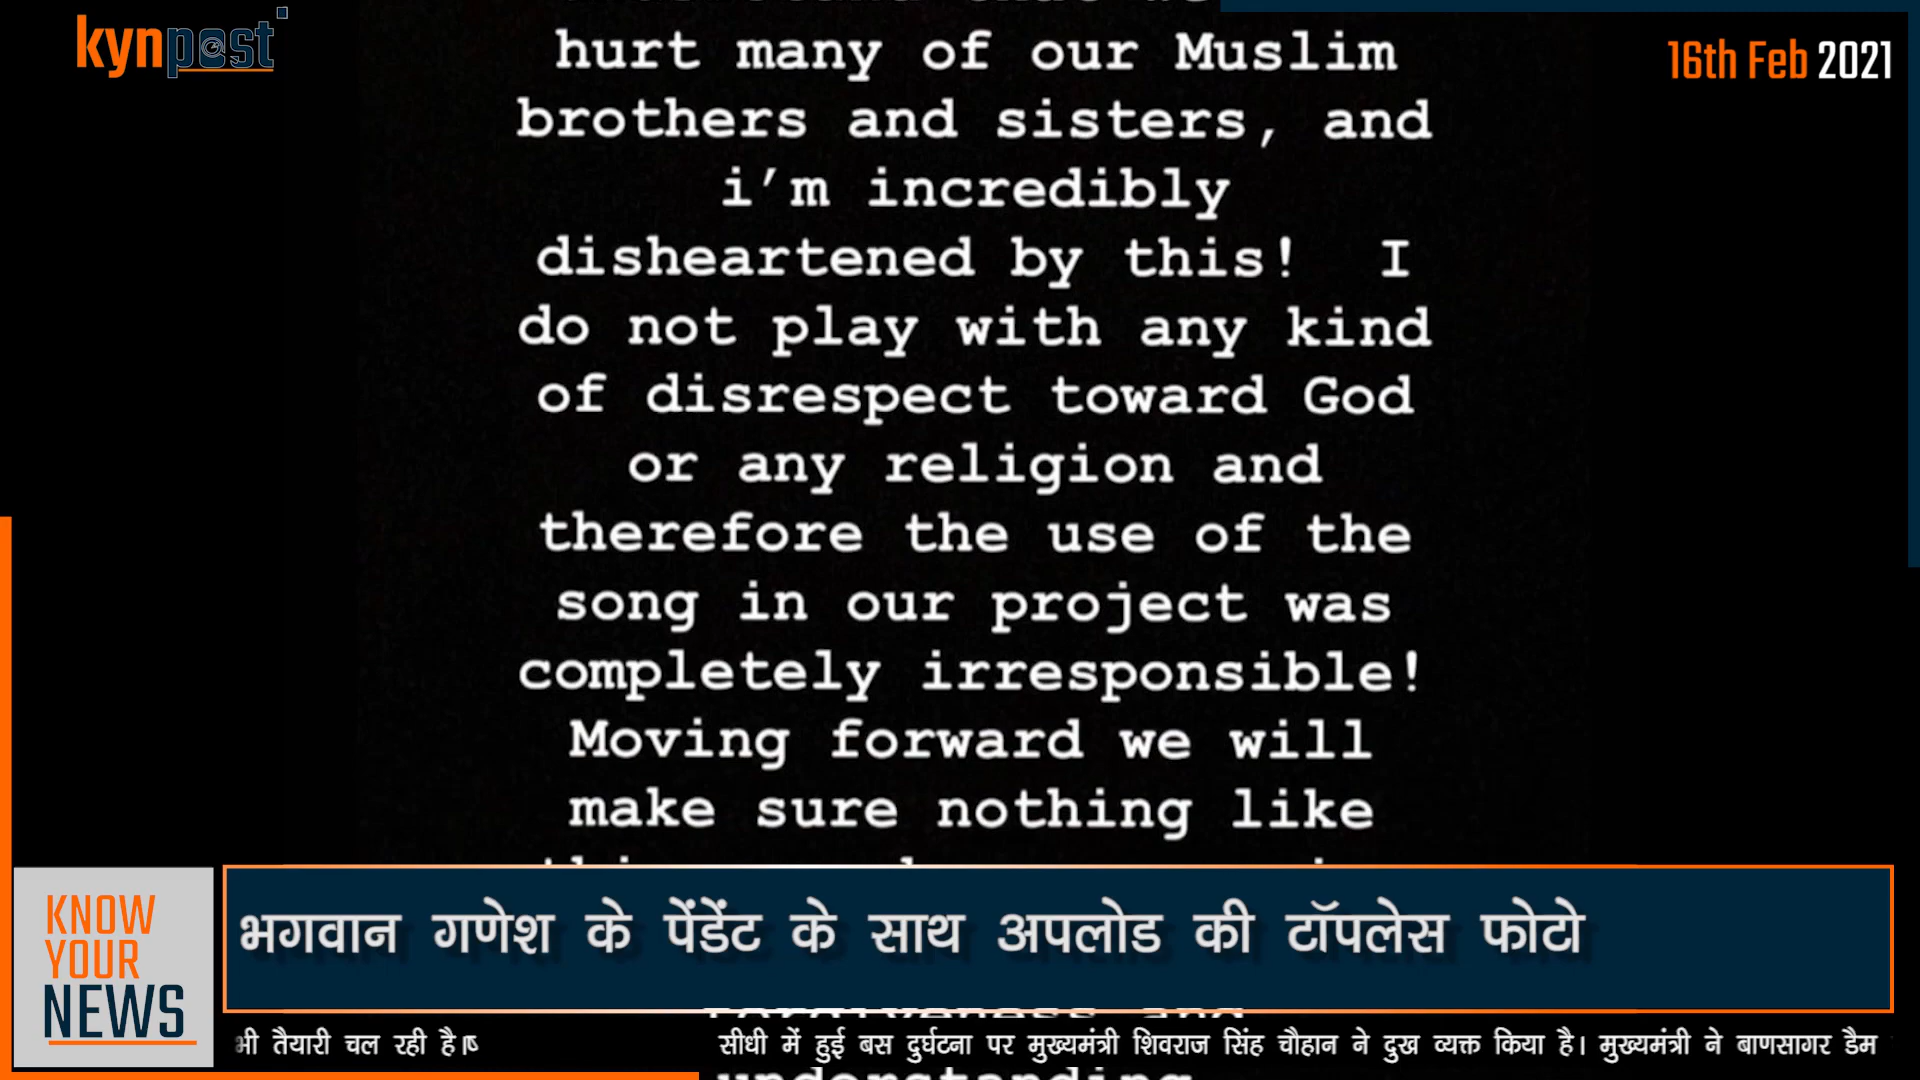 kynpost
16th Feb 2021
hurt many of our Muslim
brothers and sisters, and
i'm incredibly
disheartened by this! I
do not play with any kind
of disrespect toward God
or any religion and
therefore the use of the
song in our project was
completely irresponsible!
Moving forward we will
make sure nothing like
KNOW
YOUR
NEWS
भगवान गणेश के पेंडेंट के साथ अपलोड की टॉपलेस फोटो
भी तैयारी चल रही है।
सीधी में हुई बस दुर्घटना पर मुख्यमंत्री शिवराज सिंह चौहान ने दुख व्यक्त किया है। मुख्यमंत्री ने बाणसागर डैम